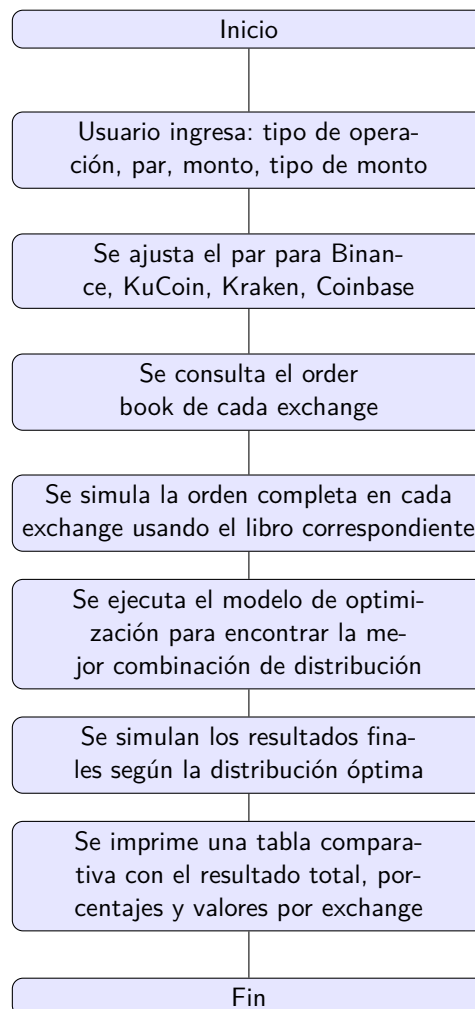 Inicio
Usuario ingresa: tipo de opera-
ción, par, monto, tipo de monto
Se ajusta el par para Binan-
ce, KuCoin, Kraken, Coinbase
Se consulta el order
book de cada exchange
Se simula la orden completa en cada
exchange usando el libro correspondiente
Se ejecuta el modelo de optimi-
zación para encontrar la me-
jor combinación de distribución
Se simulan los resultados fina-
les según la distribución óptima
Se imprime una tabla compara-
tiva con el resultado total, por-
centajes y valores por exchange
Fin